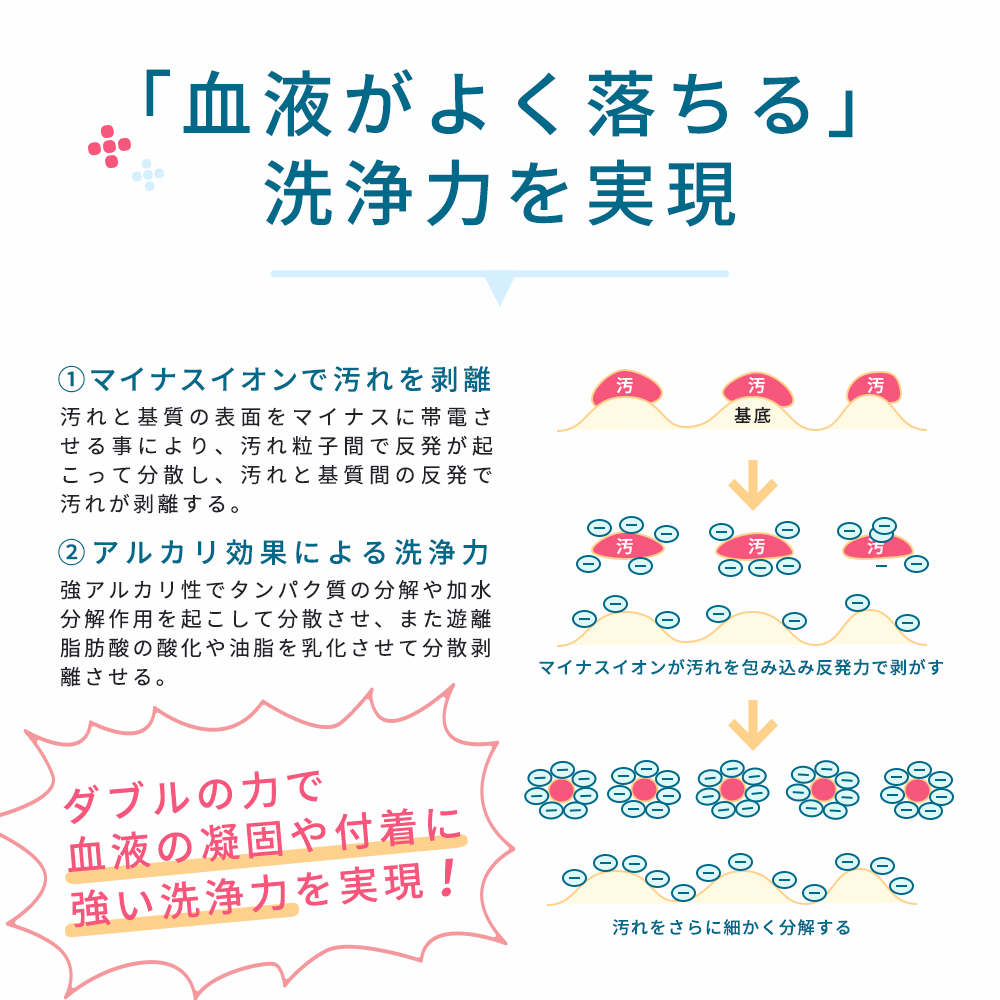 「血液がよく落ちる」
洗浄力を実現
①マイナスイオンで汚れを剥離
汚れと基質の表面をマイナスに帯電さ
せる事により、汚れ粒子間で反発が起
こって分散し、汚れと基質間の反発で
汚れが剥離する。
②アルカリ効果による洗浄力
強アルカリ性でタンパク質の分解や加水
分解作用を起こして分散させ、また遊離
脂肪酸の酸化や油脂を乳化させて分散剥
離させる。
ダブルの力で
血液の凝固や付着に
強い洗浄力を実現！
汚 汚 汚
基底
汚 汚 汚
マイナスイオンが汚れを包み込み反発力で剥がす
汚れをさらに細かく分解する